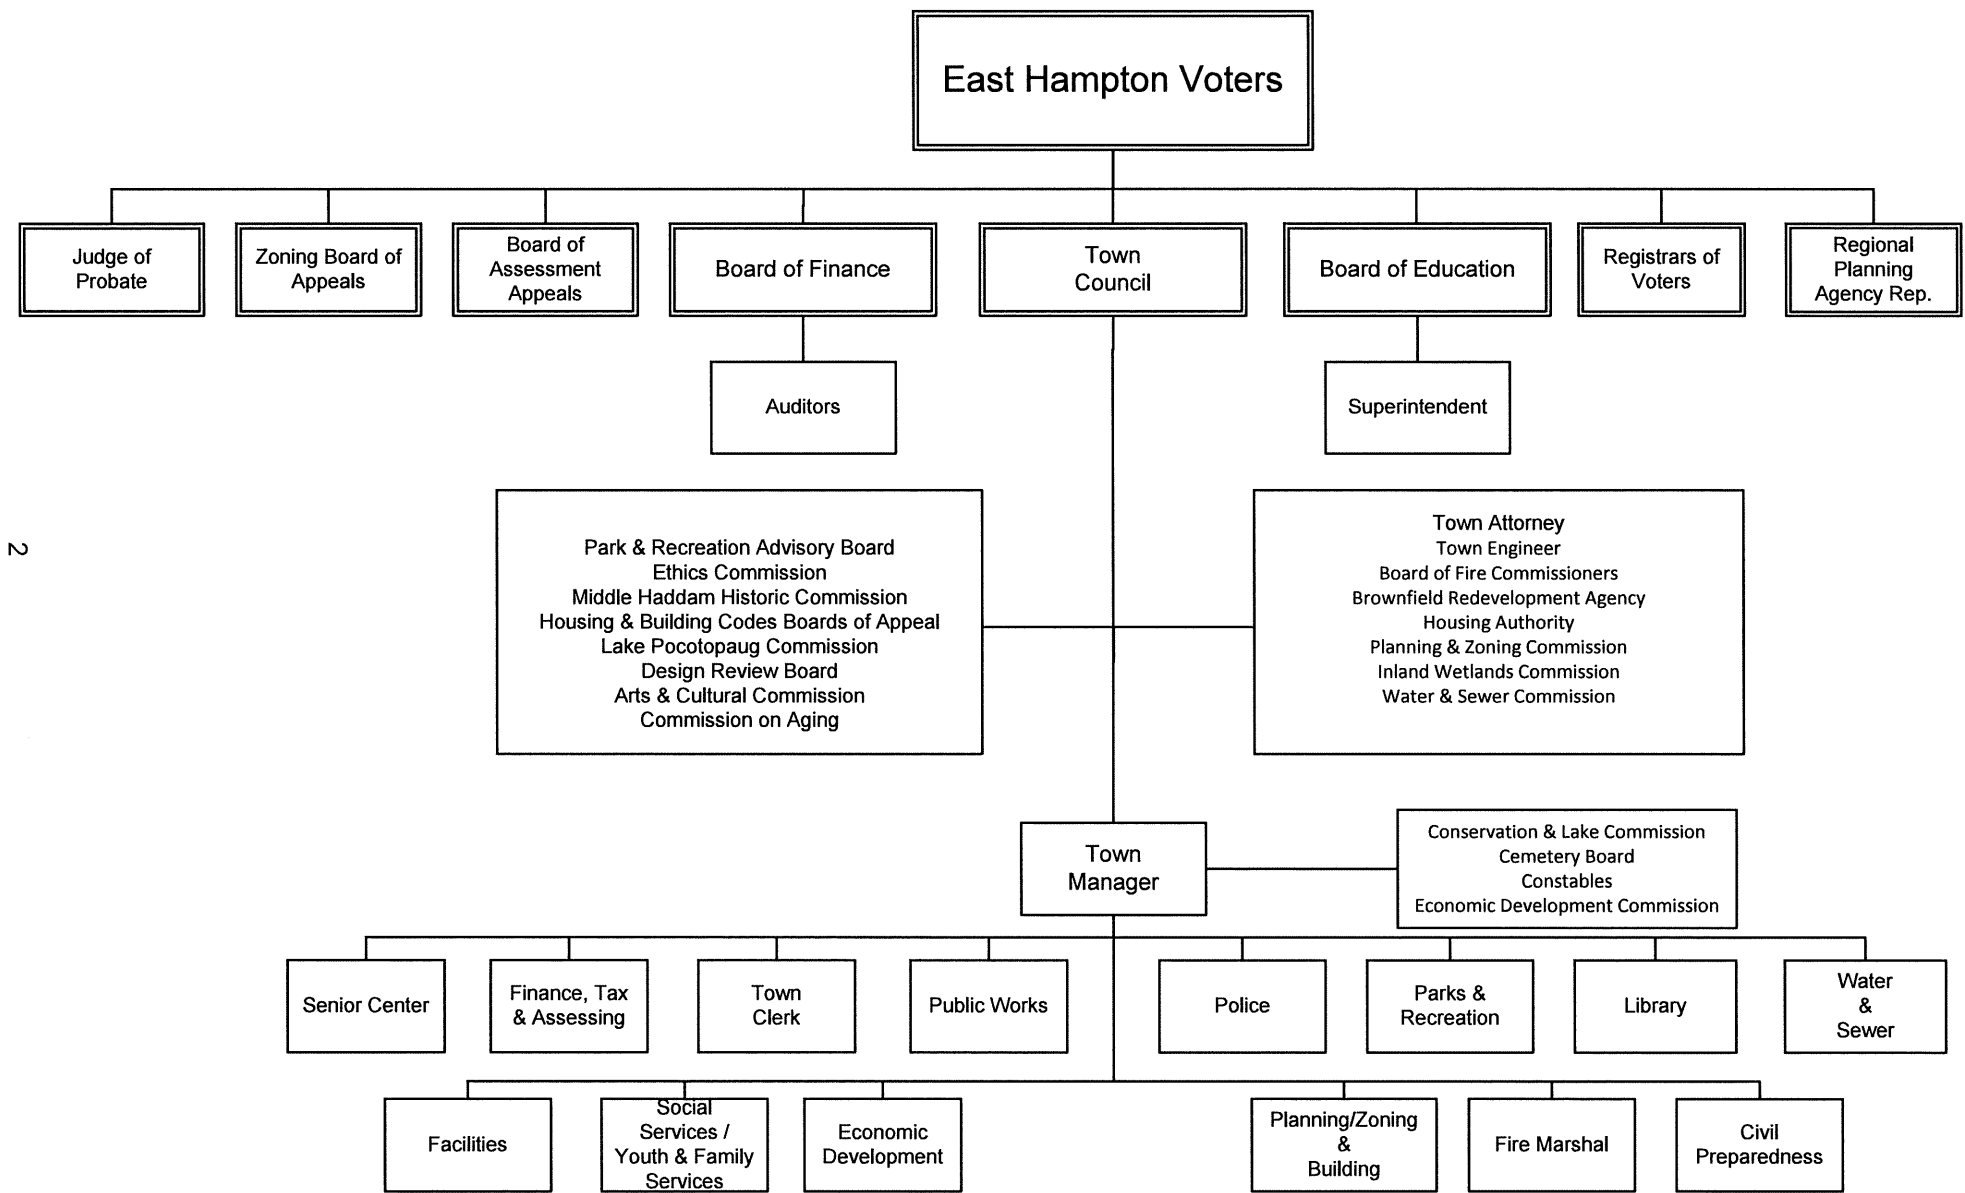 East Hampton Voters
Judge of
Probate
Zoning Board of
Appeals
Board of
Assessment
Appeals
Board of Finance
Town
Council
Board of Education
Registrars of
Voters
Regional
Planning
Agency Rep.
Auditors
Superintendent
Park & Recreation Advisory Board
Ethics Commission
Middle Haddam Historic Commission
Housing & Building Codes Boards of Appeal
Lake Pocotopaug Commission
Design Review Board
Arts & Cultural Commission
Commission on Aging
Town Attorney
Town Engineer
Board of Fire Commissioners
Brownfield Redevelopment Agency
Housing Authority
Planning & Zoning Commission
Inland Wetlands Commission
Water & Sewer Commission
2
Town
Manager
Conservation & Lake Commission
Cemetery Board
Constables
Economic Development Commission
Senior Center
Finance, Tax
& Assessing
Town
Clerk
Public Works
Police
Parks &
Recreation
Library
Water
&
Sewer
Facilities
Social
Services /
Youth & Family
Services
Economic
Development
Planning/Zoning
&
Building
Fire Marshal
Civil
Preparedness